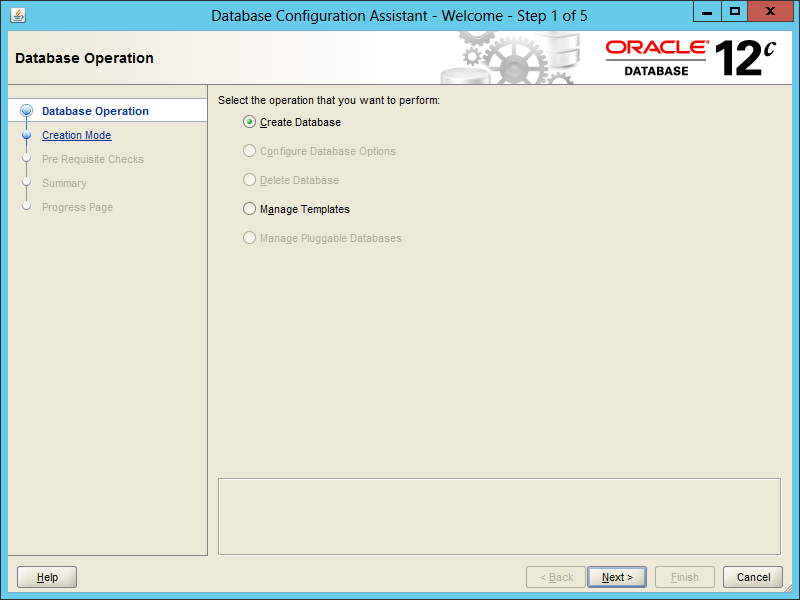 Database Configuration Assistant - Welcome - Step 1 of 5
Database Operation
ORACLE®
DATABASE
12c
Database Operation
Creation Mode
Pre Requisite Checks
Summary
Progress Page
Select the operation that you want to perform:
Create Database
Configure Database Options
Delete Database
Manage Templates
Manage Pluggable Databases
Help
< Back
Next >
Finish
Cancel